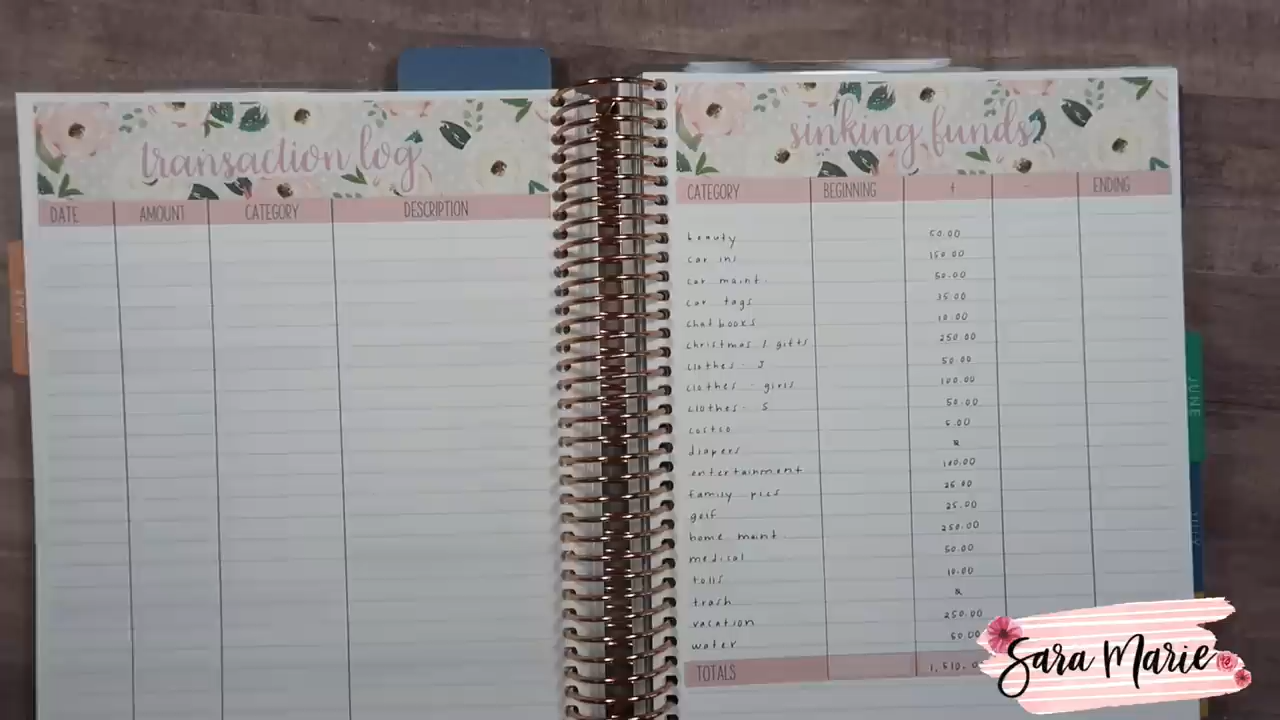 transaction log
DATE AMOUNT CATEGORY DESCRIPTION
sinking funds
CATEGORY BEGINNING + - ENDING
beauty 50.00
car ins 150.00
car maint. 50.00
car tags 35.00
chatbooks 10.00
christmas / gifts 250.00
clothes - J 50.00
clothes - girls 100.00
clothes - S 50.00
costco 5.00
diapers
entertainment 100.00
family pics 25.00
golf 25.00
home maint. 250.00
medical 50.00
tolls 10.00
trash
vacation 250.00
water 50.00
TOTALS 1,510.
JUNE
Sara Marie